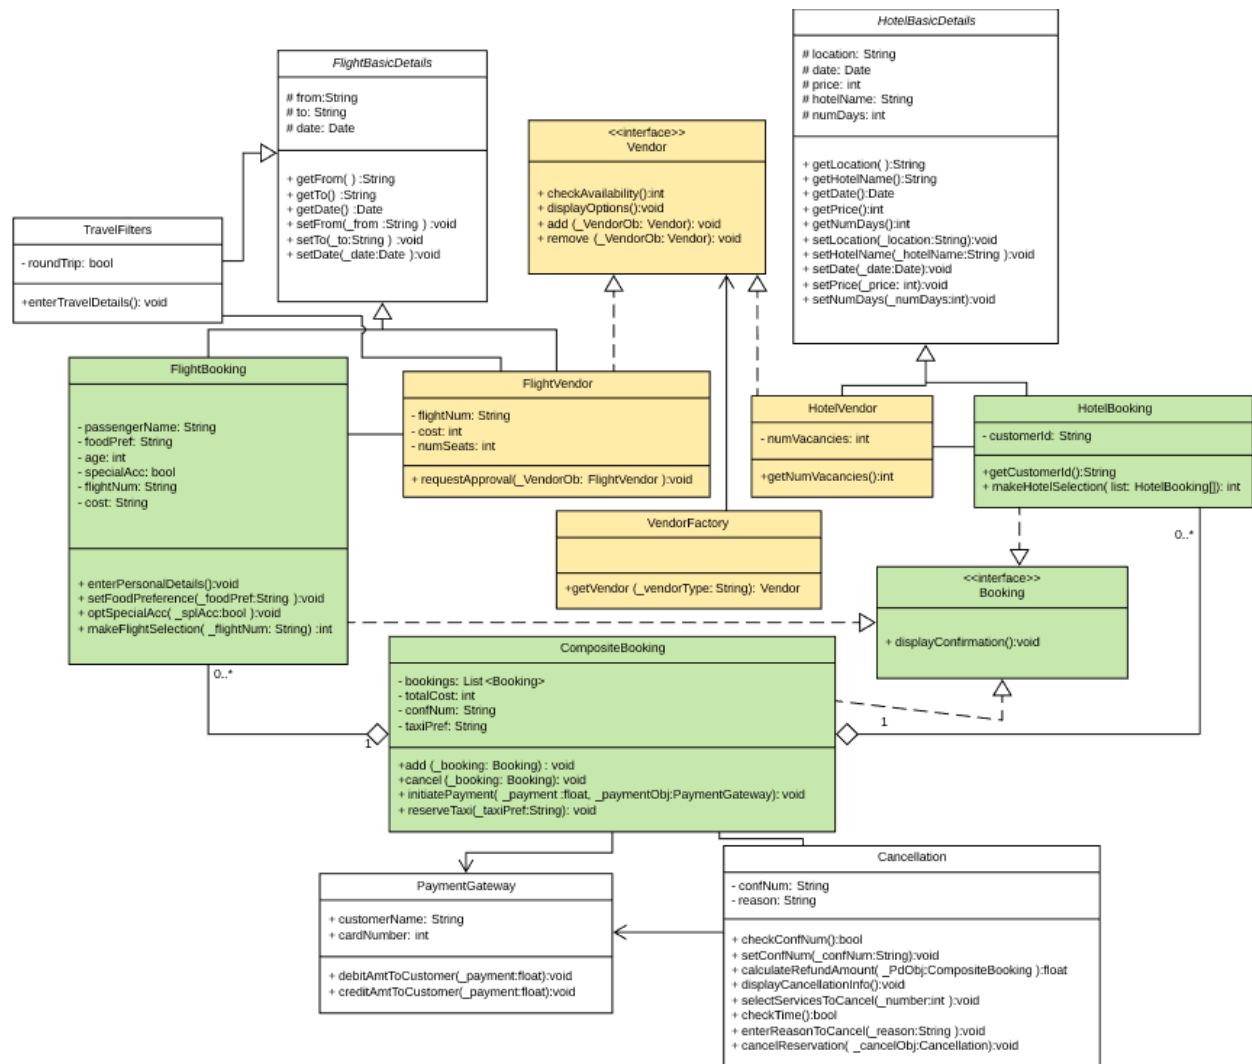 HotelBasicDetails
# location: String
# date: Date
# price: int
# hotelName: String
# numDays: int
+ getLocation( ):String
+ getHotelName():String
+ getDate():Date
+ getPrice():int
+ getNumDays():int
+ setLocation(_location:String):void
+ setHotelName(_hotelName:String ):void
+ setDate(_date:Date):void
+ setPrice(_price: int):void
+ setNumDays(_numDays:int):void
FlightBasicDetails
# from:String
# to: String
# date: Date
+ getFrom( ) :String
+ getTo() :String
+ getDate() :Date
+ setFrom(_from :String ) :void
+ setTo(_to:String ) :void
+ setDate(_date:Date ):void
<<interface>>
Vendor
+ checkAvailability():int
+ displayOptions():void
+ add (_VendorOb: Vendor): void
+ remove (_VendorOb: Vendor): void
TravelFilters
- roundTrip: bool
+enterTravelDetails(): void
FlightBooking
- passengerName: String
- foodPref: String
- age: int
- specialAcc: bool
- flightNum: String
- cost: String
+ enterPersonalDetails():void
+ setFoodPreference(_foodPref:String ):void
+ optSpecialAcc( _splAcc:bool ):void
+ makeFlightSelection( _flightNum: String) :int
FlightVendor
- flightNum: String
- cost: int
- numSeats: int
+ requestApproval(_VendorOb: FlightVendor ):void
HotelVendor
- numVacancies: int
+getNumVacancies():int
HotelBooking
- customerId: String
+getCustomerId():String
+ makeHotelSelection( list: HotelBooking[]): int
VendorFactory
+getVendor (_vendorType: String): Vendor
0..*
<<interface>>
Booking
+ displayConfirmation():void
CompositeBooking
- bookings: List <Booking>
- totalCost: int
- confNum: String
- taxiPref: String
+add (_booking: Booking) : void
+cancel (_booking: Booking): void
+ initiatePayment( _payment :float, _paymentObj:PaymentGateway): void
+ reserveTaxi(_taxiPref:String): void
0..*
1
1
PaymentGateway
+ customerName: String
+ cardNumber: int
+ debitAmtToCustomer(_payment:float):void
+ creditAmtToCustomer(_payment:float):void
Cancellation
- confNum: String
- reason: String
+ checkConfNum():bool
+ setConfNum(_confNum:String):void
+ calculateRefundAmount( _PdObj:CompositeBooking ):float
+ displayCancellationInfo():void
+ selectServicesToCancel(_number:int ):void
+ checkTime():bool
+ enterReasonToCancel(_reason:String ):void
+ cancelReservation( _cancelObj:Cancellation):void